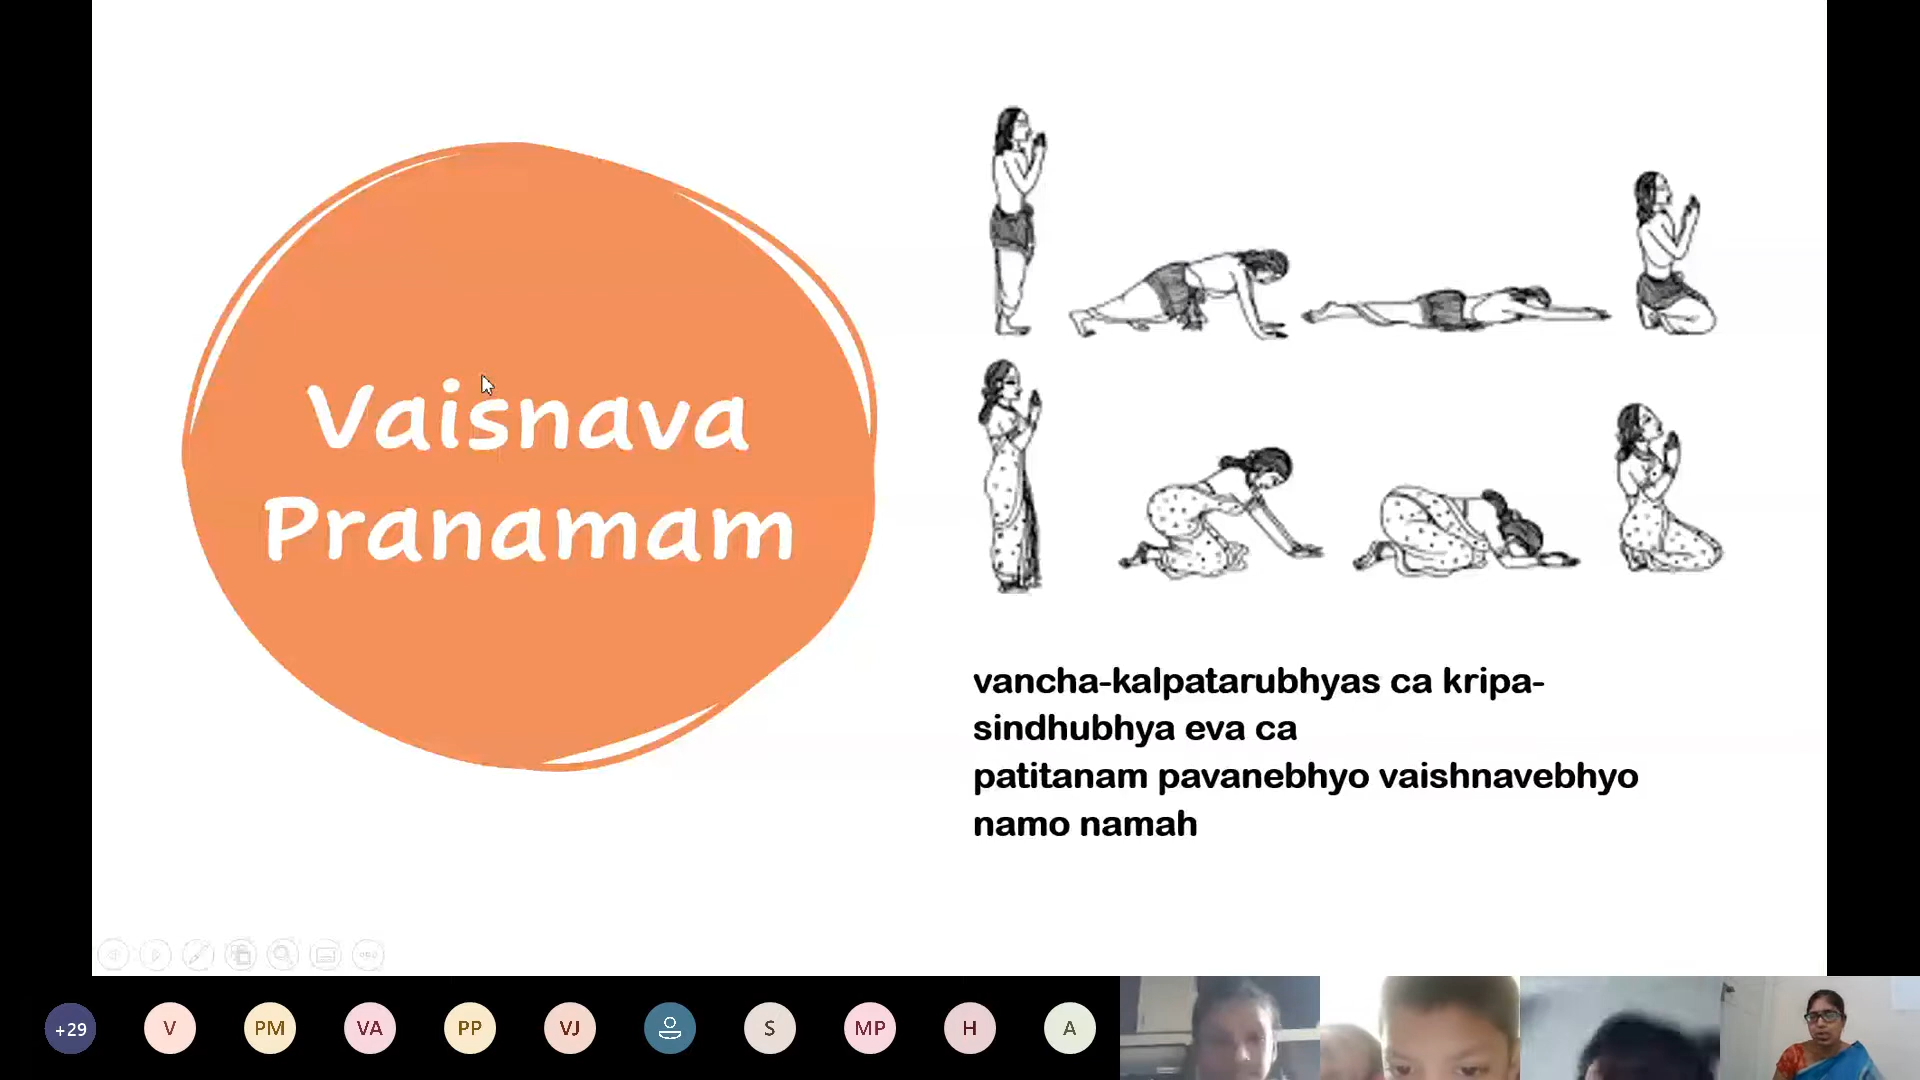 Vaisnava
Pranamam
vancha-kalpatarubhyas ca kripa-
sindhubhya eva ca
patitanam pavanebhyo vaishnavebhyo
namo namah
+29
V
PM
VA
PP
VJ
S
MP
H
A